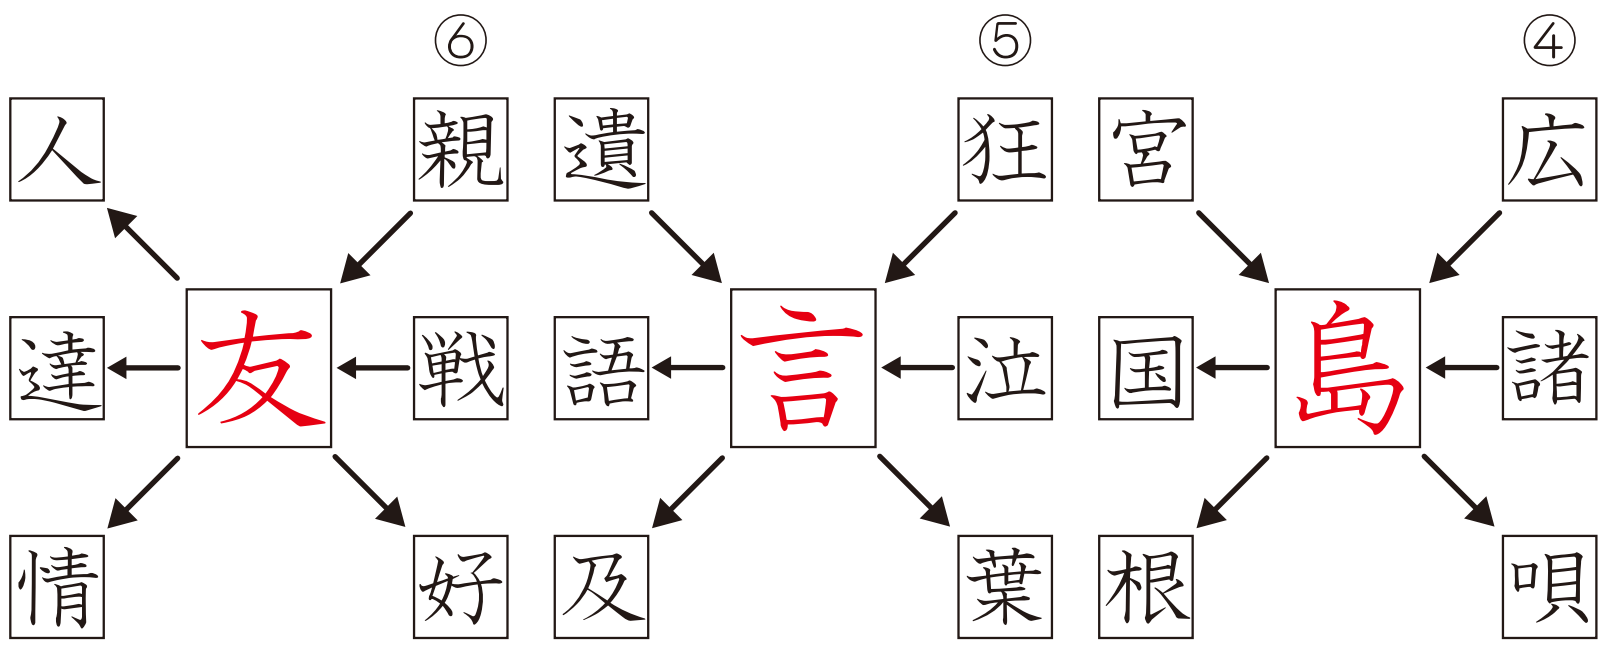 ⑥ ⑤ ④
人 親 遺 狂 宮 広
友 言 島
達 戦 語 泣 国 諸
情 好 及 葉 根 唄